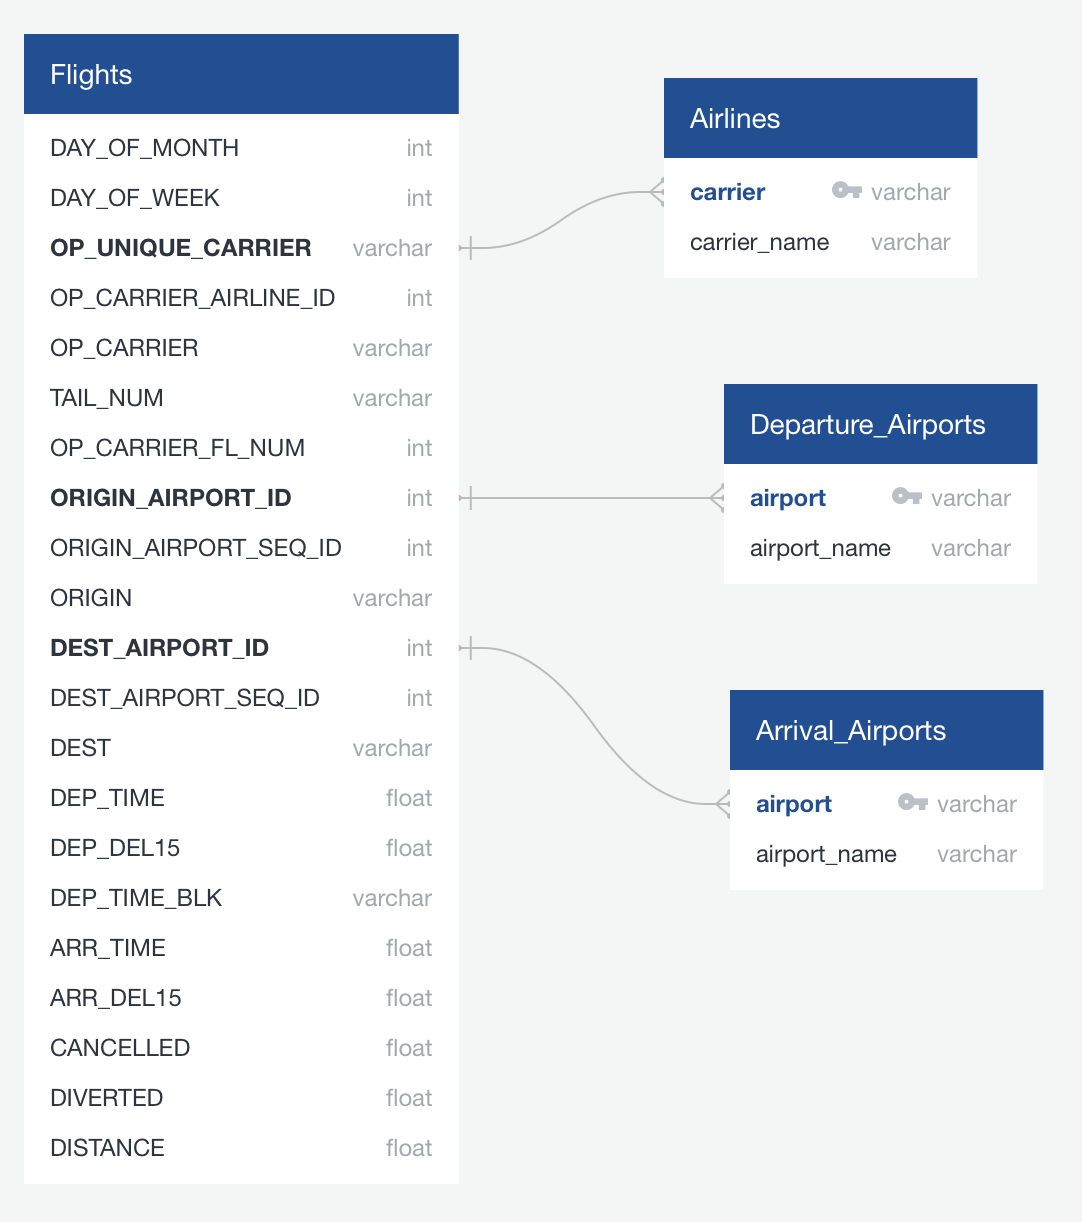 Flights
DAY_OF_MONTH int
DAY_OF_WEEK int
OP_UNIQUE_CARRIER varchar
OP_CARRIER_AIRLINE_ID int
OP_CARRIER varchar
TAIL_NUM varchar
OP_CARRIER_FL_NUM int
ORIGIN_AIRPORT_ID int
ORIGIN_AIRPORT_SEQ_ID int
ORIGIN varchar
DEST_AIRPORT_ID int
DEST_AIRPORT_SEQ_ID int
DEST varchar
DEP_TIME float
DEP_DEL15 float
DEP_TIME_BLK varchar
ARR_TIME float
ARR_DEL15 float
CANCELLED float
DIVERTED float
DISTANCE float
Airlines
carrier varchar
carrier_name varchar
Departure_Airports
airport varchar
airport_name varchar
Arrival_Airports
airport varchar
airport_name varchar